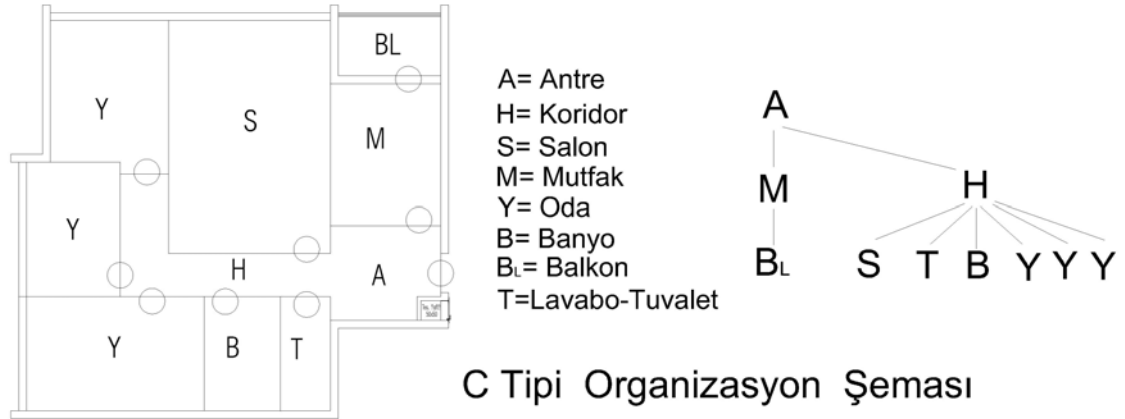 BL
Y
S
M
Y
H
A
Y
B
T
A= Antre
H= Koridor
S= Salon
M= Mutfak
Y= Oda
B= Banyo
BL= Balkon
T=Lavabo-Tuvalet
A
M
H
BL S T B Y Y Y
C Tipi Organizasyon Şeması